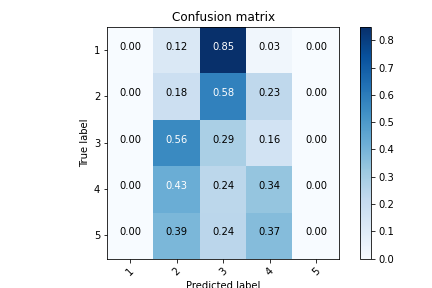 Confusion matrix
1 0.00 0.12 0.85 0.03 0.00
2 0.00 0.18 0.58 0.23 0.00
3 0.00 0.56 0.29 0.16 0.00
4 0.00 0.43 0.24 0.34 0.00
5 0.00 0.39 0.24 0.37 0.00
1 2 3 4 5
True label
Predicted label
0.8
0.7
0.6
0.5
0.4
0.3
0.2
0.1
0.0